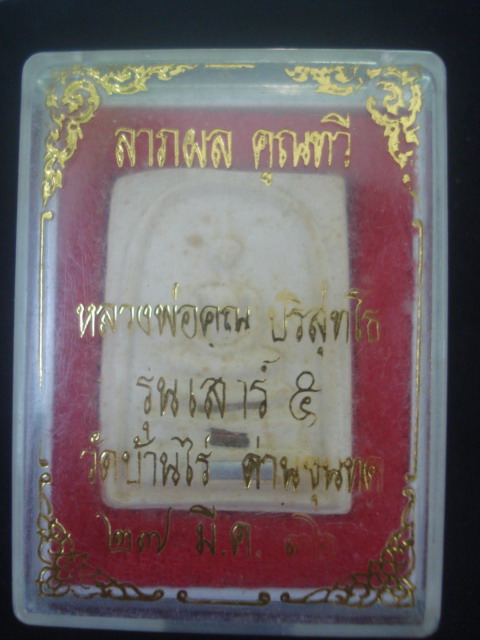 ลาภผล คูณทวี
หลวงพ่อคูณ ปริสุทโธ
รุ่นเสาร์ ๕
วัดบ้านไร่ ด่านขุนทด
๒๗ มี.ค. ๓๖